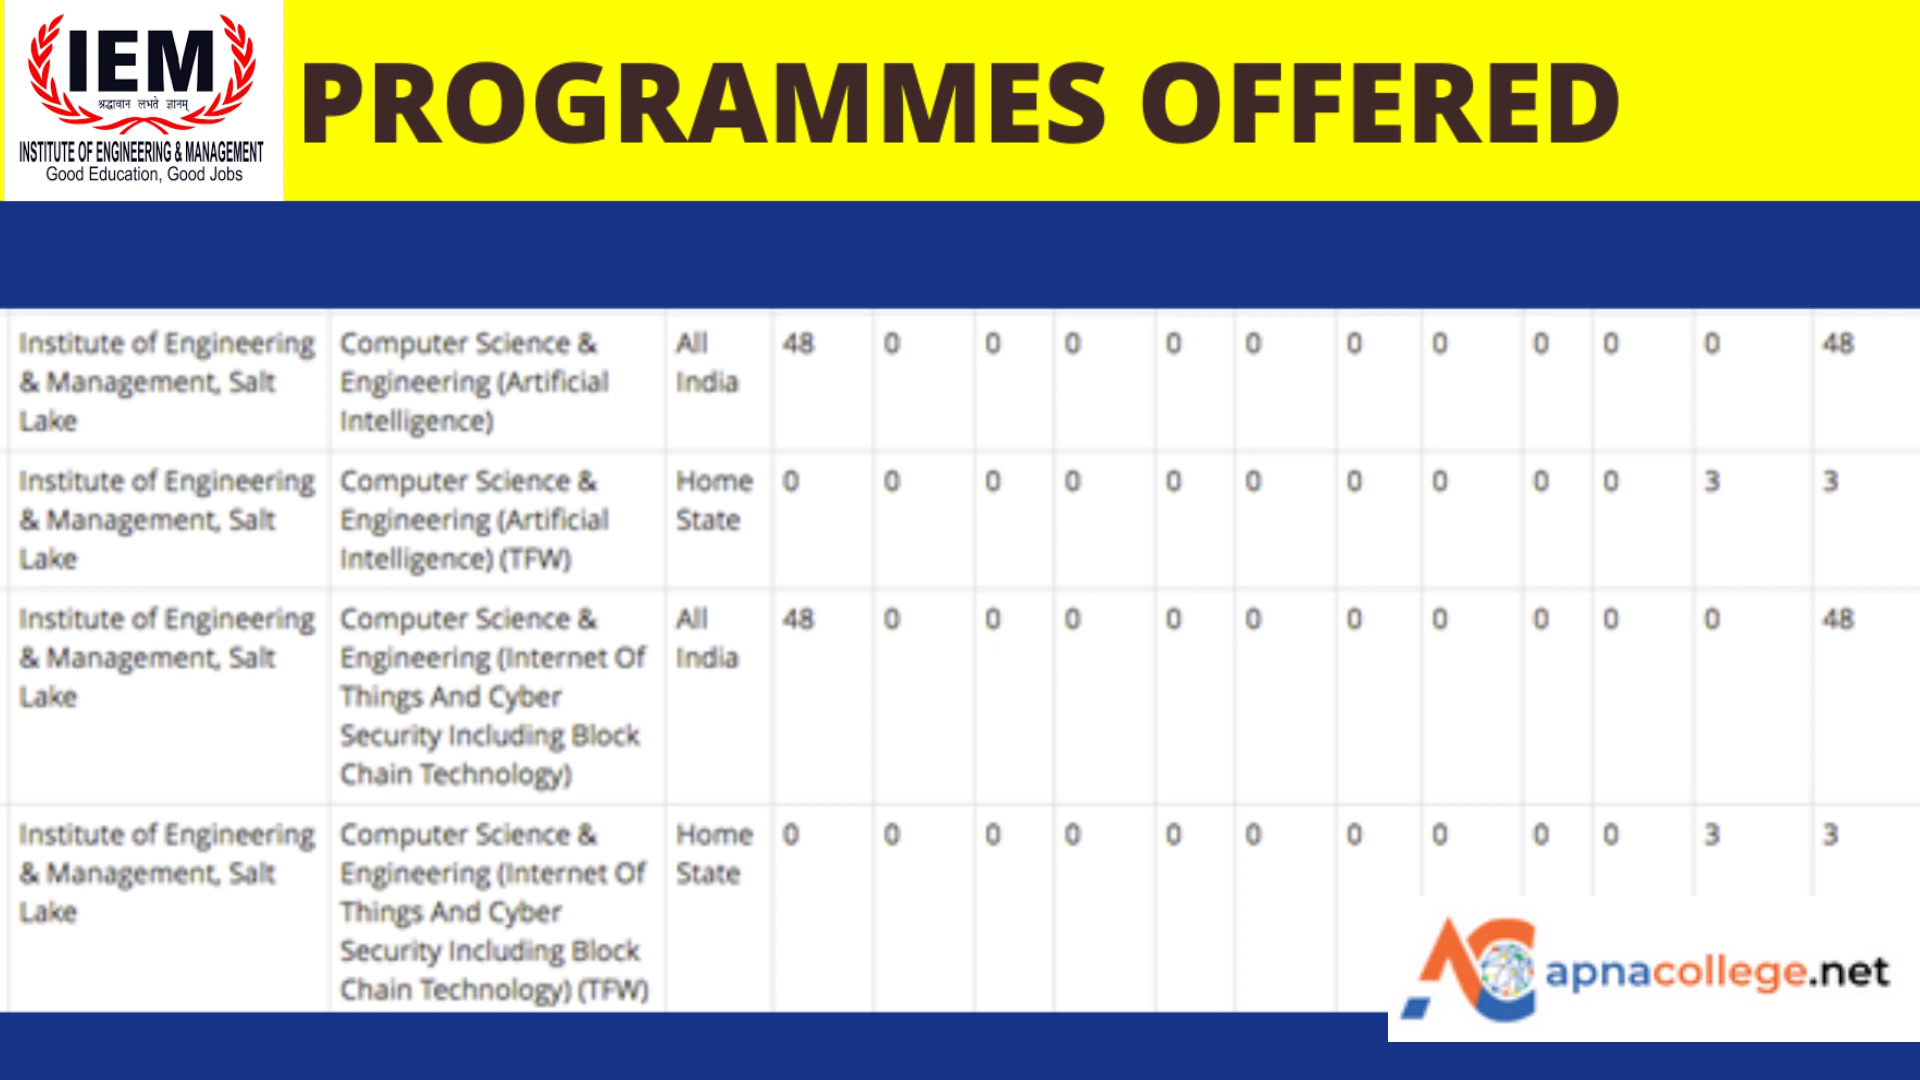 IEM
श्रद्धावान लभते ज्ञानम्
INSTITUTE OF ENGINEERING & MANAGEMENT
Good Education, Good Jobs
PROGRAMMES OFFERED
Institute of Engineering
& Management, Salt
Lake
Computer Science &
Engineering (Artificial
Intelligence)
All
India
48 0 0 0 0 0 0 0 0 0 0 48
Institute of Engineering
& Management, Salt
Lake
Computer Science &
Engineering (Artificial
Intelligence) (TFW)
Home
State
0 0 0 0 0 0 0 0 0 0 3 3
Institute of Engineering
& Management, Salt
Lake
Computer Science &
Engineering (Internet Of
Things And Cyber
Security Including Block
Chain Technology)
All
India
48 0 0 0 0 0 0 0 0 0 0 48
Institute of Engineering
& Management, Salt
Lake
Computer Science &
Engineering (Internet Of
Things And Cyber
Security Including Block
Chain Technology) (TFW)
Home
State
0 0 0 0 0 0 0 0 0 0 3 3
apnacollege.net